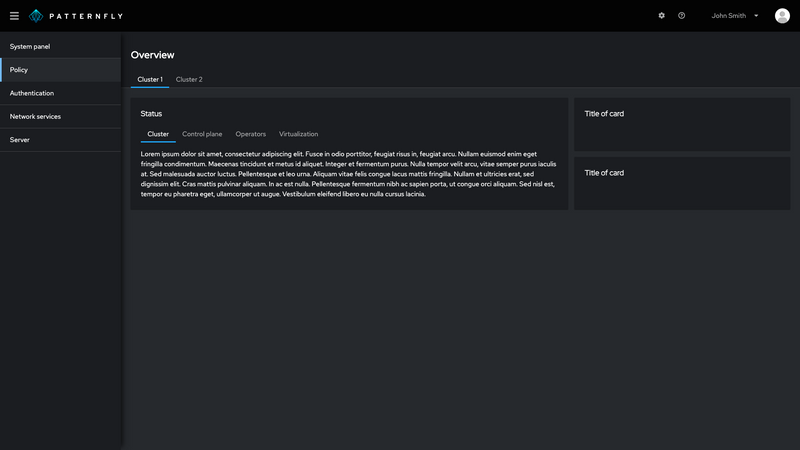 PATTERNFLY
John Smith
System panel
Policy
Authentication
Network services
Server
Overview
Cluster 1
Cluster 2
Status
Cluster
Control plane
Operators
Virtualization
Lorem ipsum dolor sit amet, consectetur adipiscing elit. Fusce in odio porttitor, feugiat risus in, feugiat arcu. Nullam euismod enim eget
fringilla condimentum. Maecenas tincidunt et metus id aliquet. Integer et fermentum purus. Nulla tempor velit arcu, vitae semper purus iaculis
at. Sed malesuada auctor luctus. Pellentesque et leo urna. Aliquam vitae felis congue lacus mattis fringilla. Nullam et ultricies erat, sed
dignissim elit. Cras mattis pulvinar aliquam. In ac est nulla. Pellentesque fermentum nibh ac sapien porta, ut congue orci aliquam. Sed nisl est,
tempor eu pharetra eget, ullamcorper ut augue. Vestibulum eleifend libero eu nulla cursus lacinia.
Title of card
Title of card